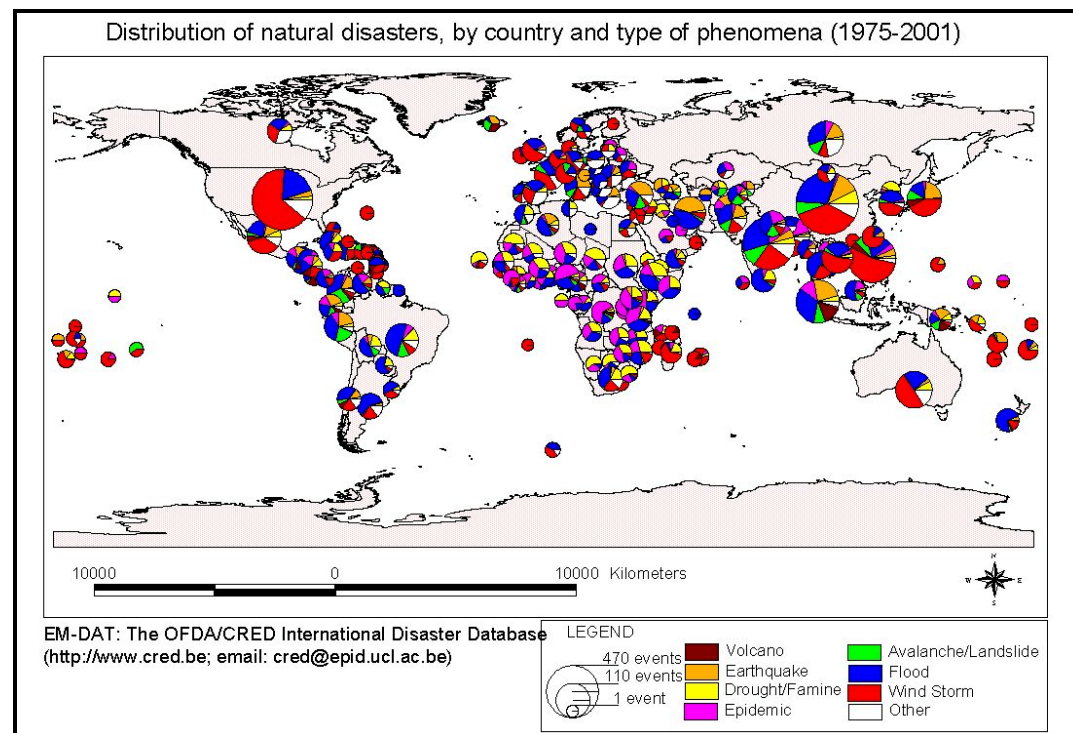 Distribution of natural disasters, by country and type of phenomena (1975-2001)
10000 0 10000 Kilometers
N
W E
S
EM-DAT: The OFDA/CRED International Disaster Database
(http://www.cred.be; email: cred@epid.ucl.ac.be)
LEGEND
470 events
110 events
1 event
Volcano
Earthquake
Drought/Famine
Epidemic
Avalanche/Landslide
Flood
Wind Storm
Other